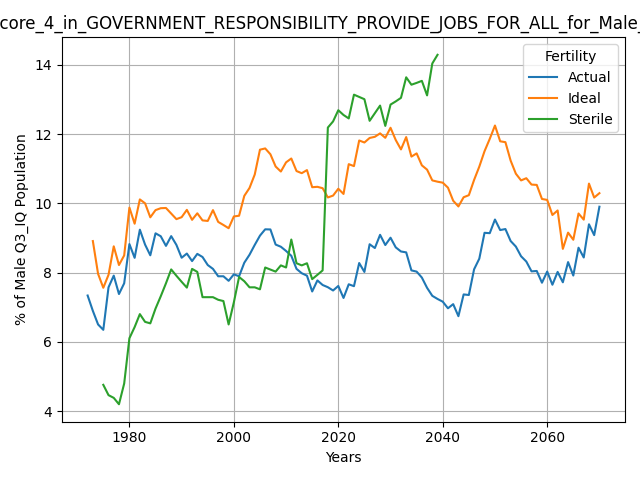 core_4_in_GOVERNMENT_RESPONSIBILITY_PROVIDE_JOBS_FOR_ALL_for_Male_
Fertility
Actual
Ideal
Sterile
% of Male Q3_IQ Population
14
12
10
8
6
4
1980 2000 2020 2040 2060
Years